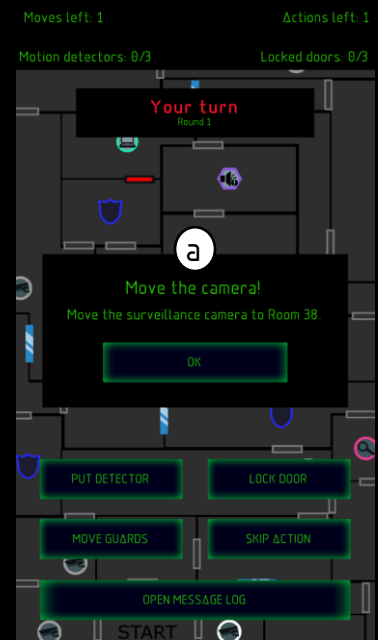 Moves left: 1
Actions left: 1
Motion detectors: 0/3
Locked doors: 0/3
Your turn
Round 1
a
Move the camera!
Move the surveillance camera to Room 38.
OK
PUT DETECTOR
LOCK DOOR
MOVE GUARDS
SKIP ACTION
OPEN MESSAGE LOG
START